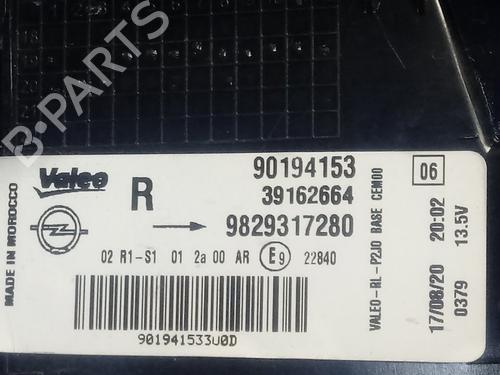 B-PARTS
MADE IN MOROCCO
Valeo
R
90194153
39162664
9829317280
02 R1-S1 01 2a 00 AR E9 22840
VALEO-RL-P2JO BASE CEMOO
06
17/08/20 20:02
0379 13.5V